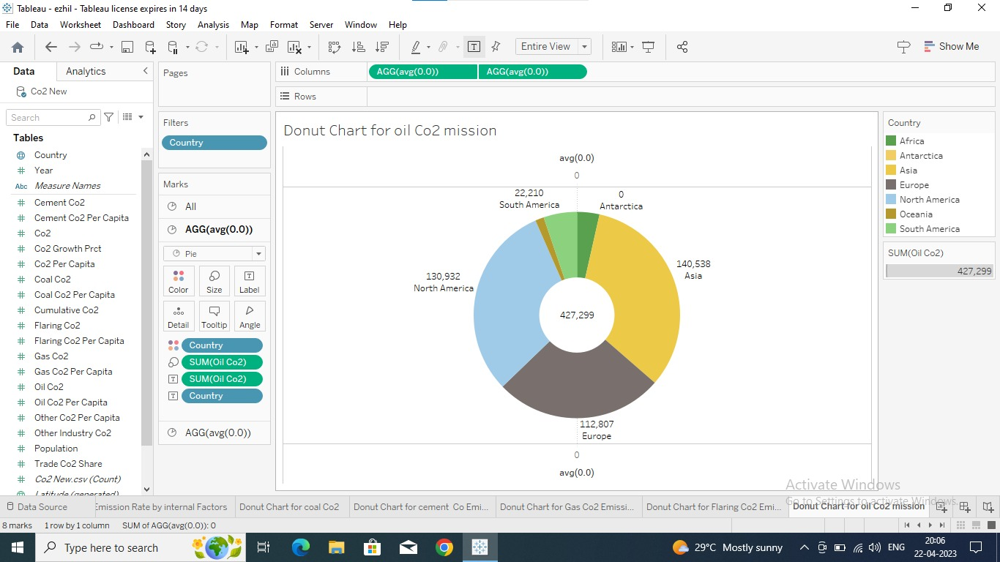 Tableau - ezhil - Tableau license expires in 14 days
File Data Worksheet Dashboard Story Analysis Map Format Server Window Help
Entire View
Show Me
Data Analytics
Co2 New
Search
Tables
Country
Year
Measure Names
Cement Co2
Cement Co2 Per Capita
Co2
Co2 Growth Prct
Co2 Per Capita
Coal Co2
Coal Co2 Per Capita
Cumulative Co2
Flaring Co2
Flaring Co2 Per Capita
Gas Co2
Gas Co2 Per Capita
Oil Co2
Oil Co2 Per Capita
Other Co2 Per Capita
Other Industry Co2
Population
Trade Co2 Share
Co2 New.csv (Count)
Latitude (generated)
Pages
Filters
Country
Marks
All
AGG(avg(0.0))
Pie
Color Size Label
Detail Tooltip Angle
Country
SUM(Oil Co2)
SUM(Oil Co2)
Country
AGG(avg(0.0))
Columns AGG(avg(0.0)) AGG(avg(0.0))
Rows
Donut Chart for oil Co2 mission
avg(0.0)
0
22,210
South America
0
Antarctica
140,538
Asia
130,932
North America
427,299
112,807
Europe
0
avg(0.0)
Country
Africa
Antarctica
Asia
Europe
North America
Oceania
South America
SUM(Oil Co2)
427,299
Activate Windows
Go to Settings to activate Windows.
Data Source Emission Rate by internal Factors Donut Chart for coal Co2 Donut Chart for cement Co Emi... Donut Chart for Gas Co2 Emissi... Donut Chart for Flaring Co2 Emi... Donut Chart for oil Co2 mission
8 marks 1 row by 1 column SUM of AGG(avg(0.0)): 0
Type here to search
29°C Mostly sunny
ENG
20:06
22-04-2023